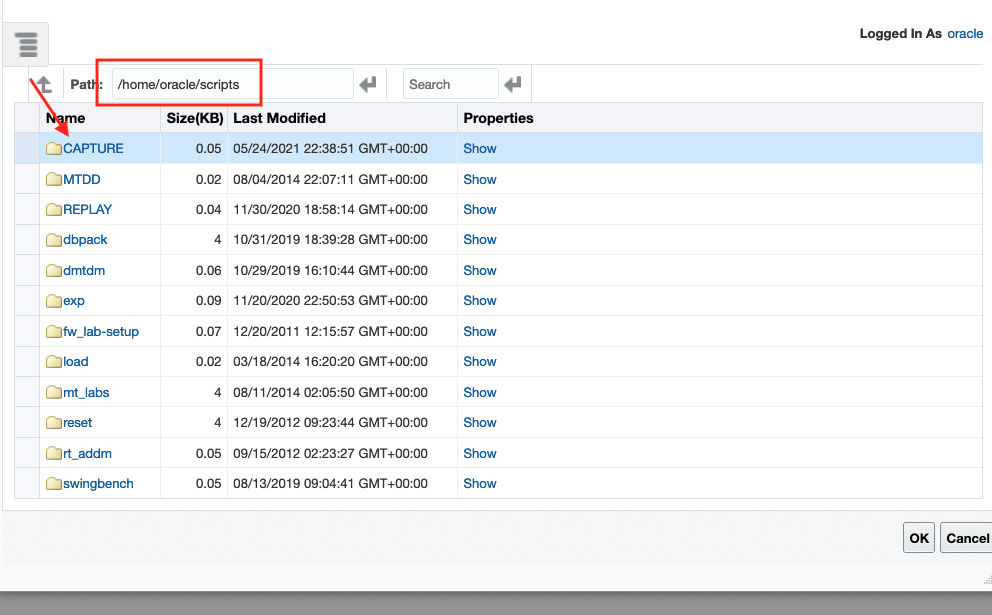 Logged In As oracle
Path: /home/oracle/scripts Search
Name Size(KB) Last Modified Properties
CAPTURE 0.05 05/24/2021 22:38:51 GMT+00:00 Show
MTDD 0.02 08/04/2014 22:07:11 GMT+00:00 Show
REPLAY 0.04 11/30/2020 18:58:14 GMT+00:00 Show
dbpack 4 10/31/2019 18:39:28 GMT+00:00 Show
dmtdm 0.06 10/29/2019 16:10:44 GMT+00:00 Show
exp 0.09 11/20/2020 22:50:53 GMT+00:00 Show
fw_lab-setup 0.07 12/20/2011 12:15:57 GMT+00:00 Show
load 0.02 03/18/2014 16:20:20 GMT+00:00 Show
mt_labs 4 08/11/2014 02:05:50 GMT+00:00 Show
reset 4 12/19/2012 09:23:44 GMT+00:00 Show
rt_addm 0.05 09/15/2012 02:23:27 GMT+00:00 Show
swingbench 0.05 08/13/2019 09:04:41 GMT+00:00 Show
OK Cancel